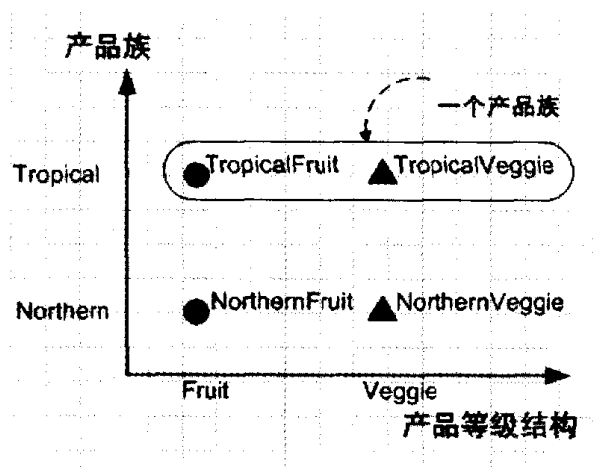 产品族
一个产品族
Tropical
TropicalFruit
TropicalVeggie
Northern
NorthernFruit
NorthernVeggie
Fruit
Veggie
产品等级结构